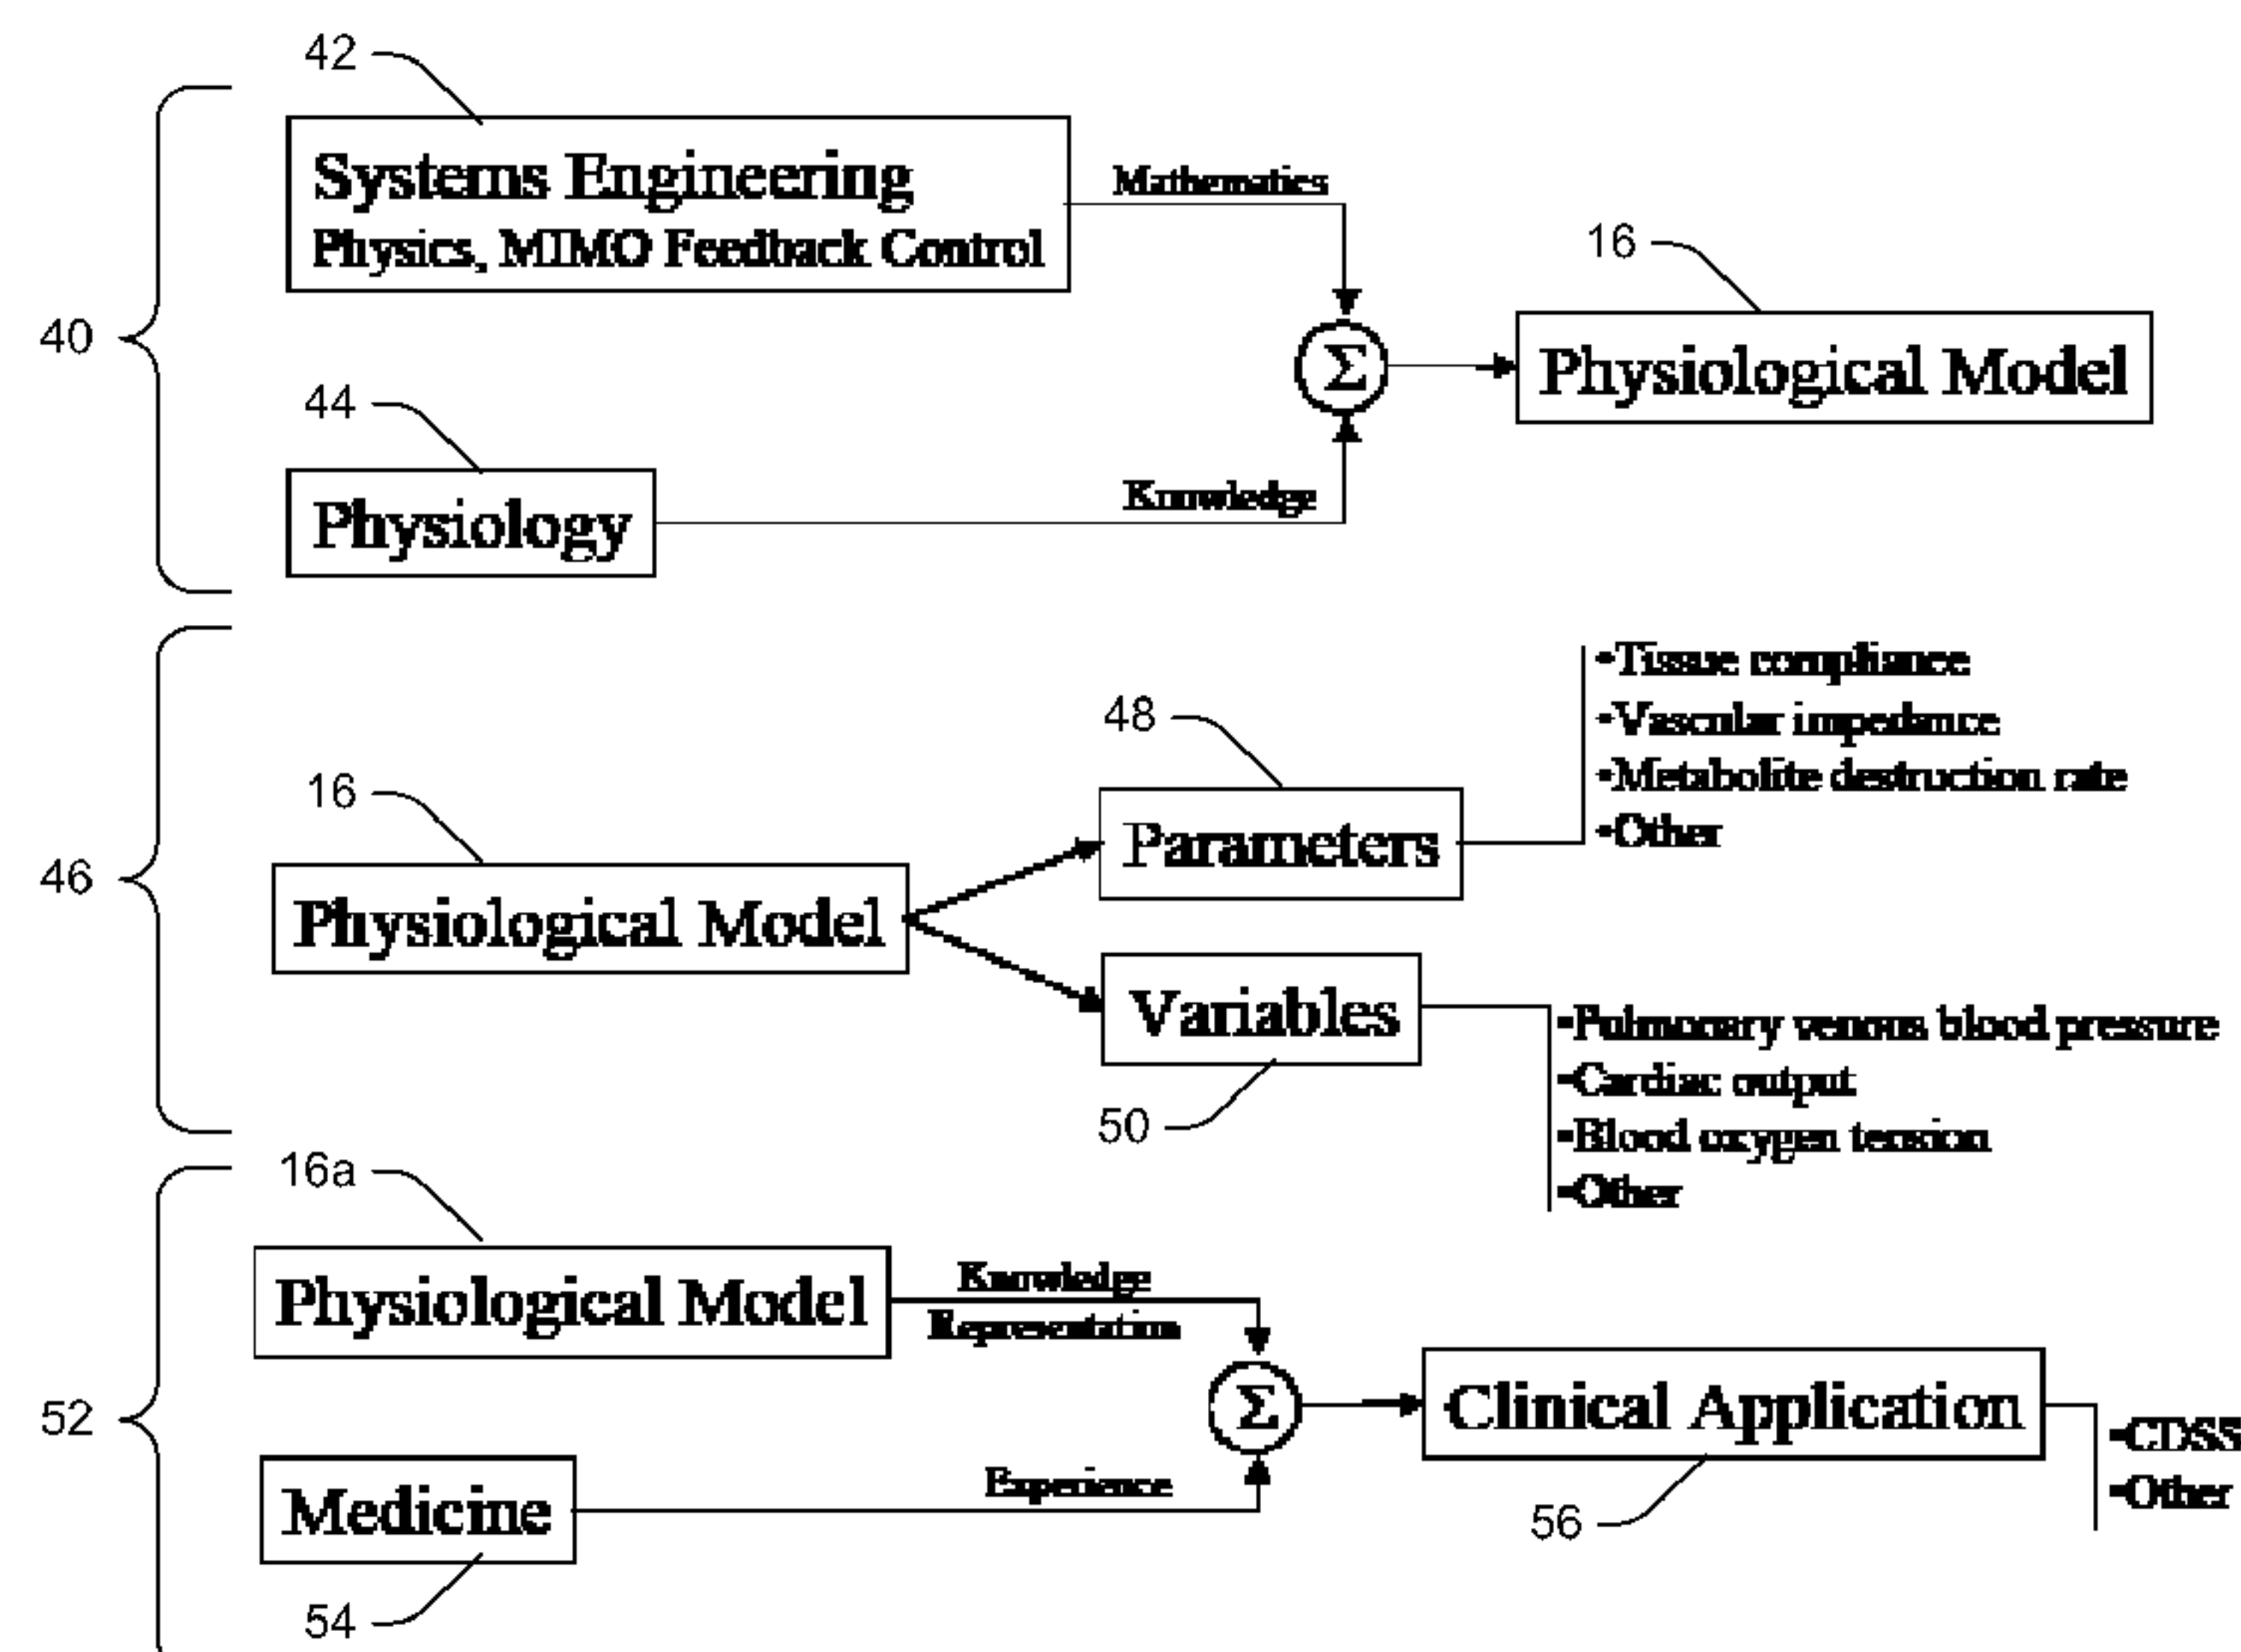 42
Systems Engineering
Physics, MIMO Feedback Control
Mathematics
16
Σ
Physiological Model
40
44
Physiology
Knowledge
•Tissue compliance
•Vascular impedance
•Metabolite destruction rate
•Other
48
Parameters
16
Physiological Model
46
Variables
50
•Pulmonary venous blood pressure
•Cardiac output
•Blood oxygen tension
•Other
16a
Physiological Model
Knowledge
Representation
Σ
Clinical Application
56
•CDSS
•Other
52
Medicine
Experience
54